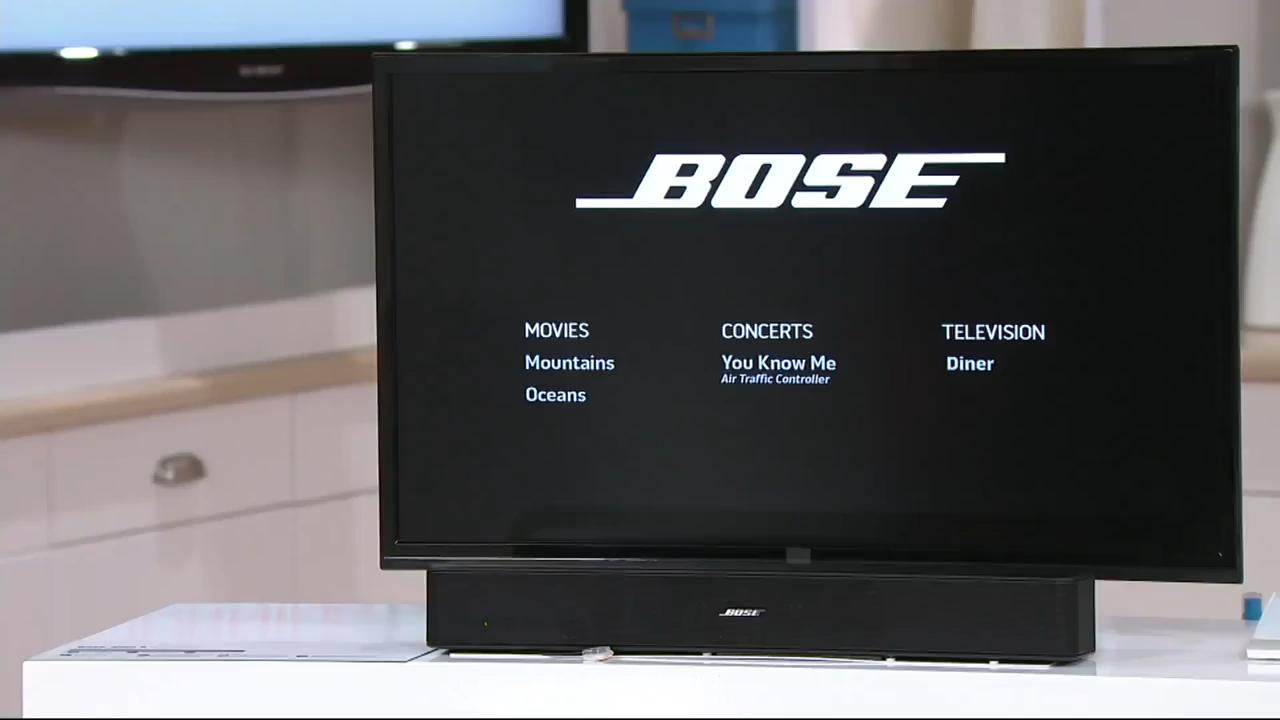 BOSE
MOVIES
Mountains
Oceans
CONCERTS
You Know Me
Air Traffic Controller
TELEVISION
Diner
BOSE